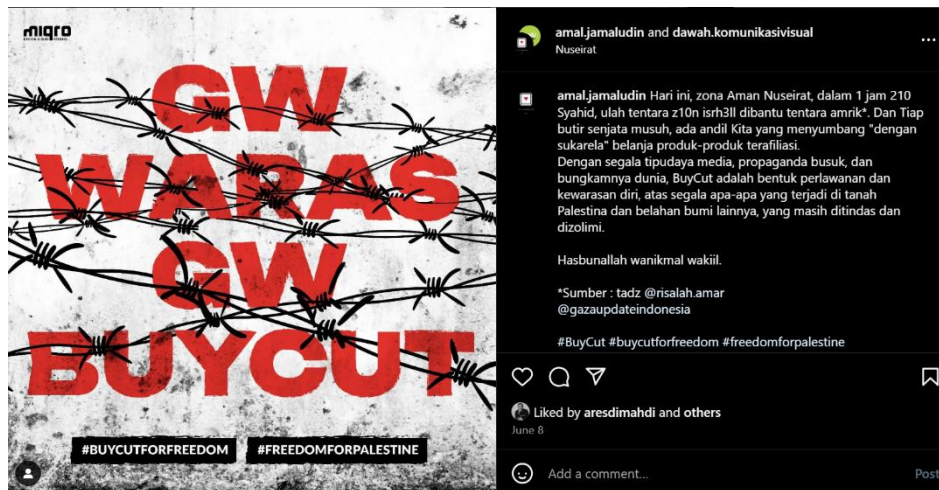 miqro
GW
WARAS
GW
BUYCUT
#BUYCUTFORFREEDOM
#FREEDOMFORPALESTINE
amal.jamaludin and dawah.komunikasivisual
Nuseirat
amal.jamaludin Hari ini, zona Aman Nuseirat, dalam 1 jam 210
Syahid, ulah tentara z10n isrh3ll dibantu tentara amrik*. Dan Tiap
butir senjata musuh, ada andil Kita yang menyumbang "dengan
sukarela" belanja produk-produk terafiliasi.
Dengan segala tipudaya media, propaganda busuk, dan
bungkamnya dunia, BuyCut adalah bentuk perlawanan dan
kewarasan diri, atas segala apa-apa yang terjadi di tanah
Palestina dan belahan bumi lainnya, yang masih ditindas dan
dizolimi.
Hasbunallah wanikmal wakiil.
*Sumber : tadz @risalah.amar
@gazaupdateindonesia
#BuyCut #buycutforfreedom #freedomforpalestine
Liked by aresdimahdi and others
June 8
Add a comment...
Post